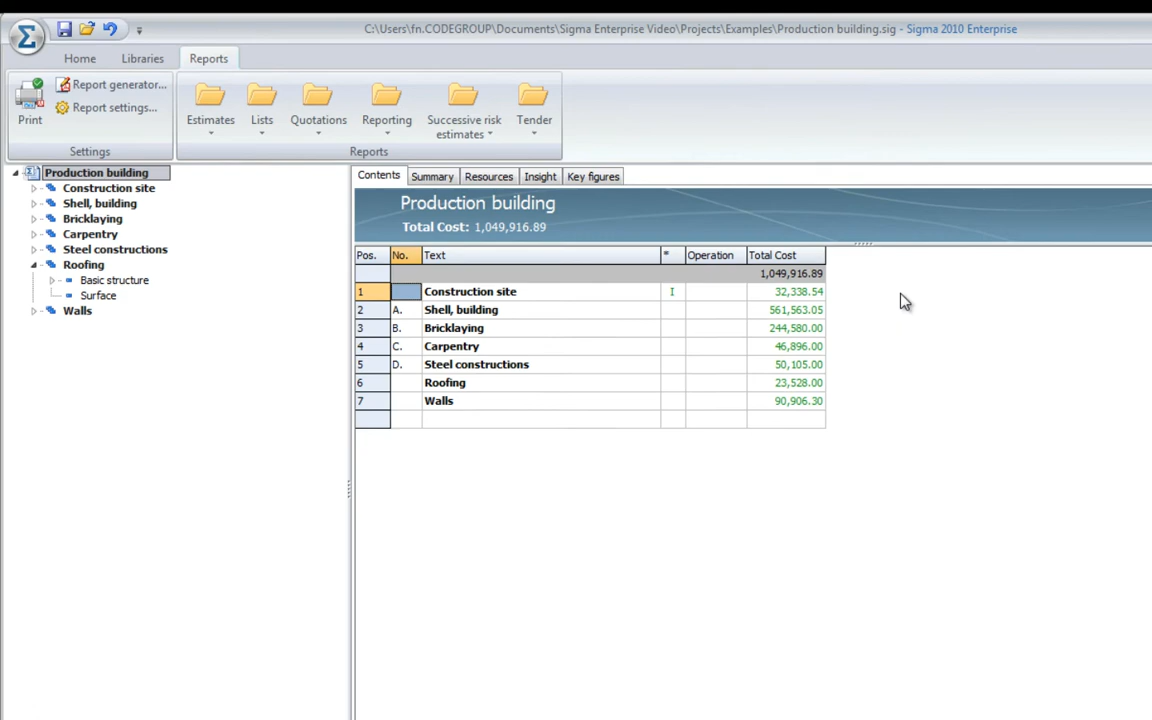 C:\Users\fn.CODEGROUP\Documents\Sigma Enterprise Video\Projects\Examples\Production building.sig - Sigma 2010 Enterprise
Home Libraries Reports
Print
Report generator...
Report settings...
Settings
Estimates Lists Quotations Reporting Successive risk estimates Tender
Reports
Production building
Construction site
Shell, building
Bricklaying
Carpentry
Steel constructions
Roofing
Basic structure
Surface
Walls
Contents Summary Resources Insight Key figures
Production building
Total Cost: 1,049,916.89
Pos. No. Text * Operation Total Cost
1,049,916.89
1 Construction site I 32,338.54
2 A. Shell, building 561,563.05
3 B. Bricklaying 244,580.00
4 C. Carpentry 46,896.00
5 D. Steel constructions 50,105.00
6 Roofing 23,528.00
7 Walls 90,906.30